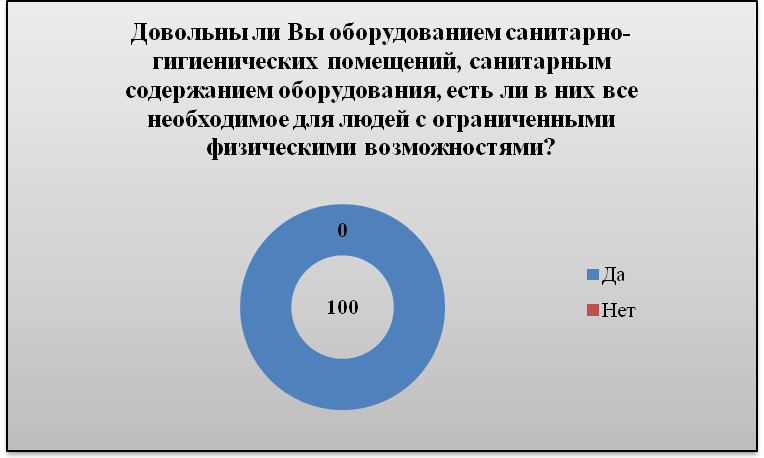 Довольны ли Вы оборудованием санитарно-
гигиенических помещений, санитарным
содержанием оборудования, есть ли в них все
необходимое для людей с ограниченными
физическими возможностями?
0
100
Да
Нет